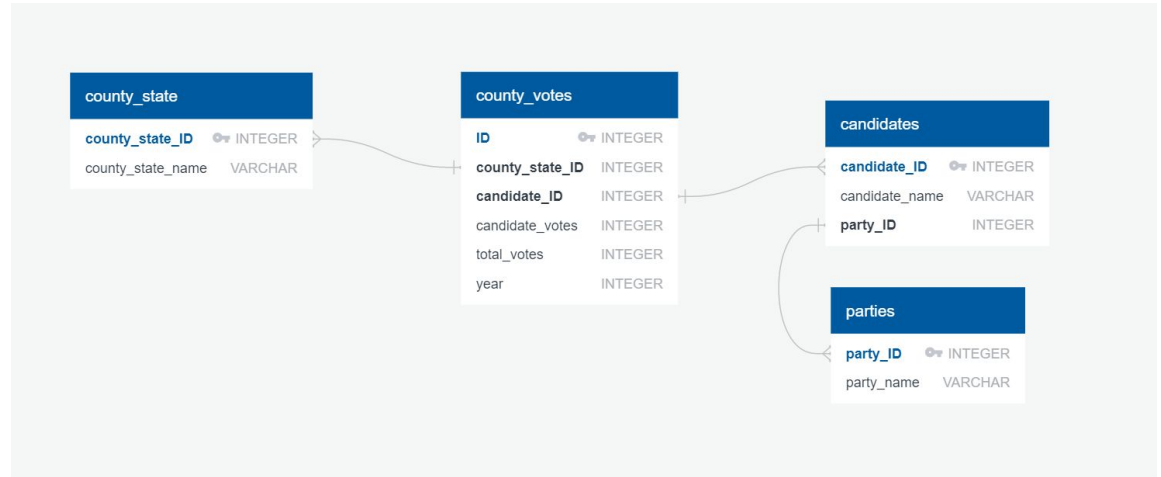 county_state
county_state_ID INTEGER
county_state_name VARCHAR
county_votes
ID INTEGER
county_state_ID INTEGER
candidate_ID INTEGER
candidate_votes INTEGER
total_votes INTEGER
year INTEGER
candidates
candidate_ID INTEGER
candidate_name VARCHAR
party_ID INTEGER
parties
party_ID INTEGER
party_name VARCHAR